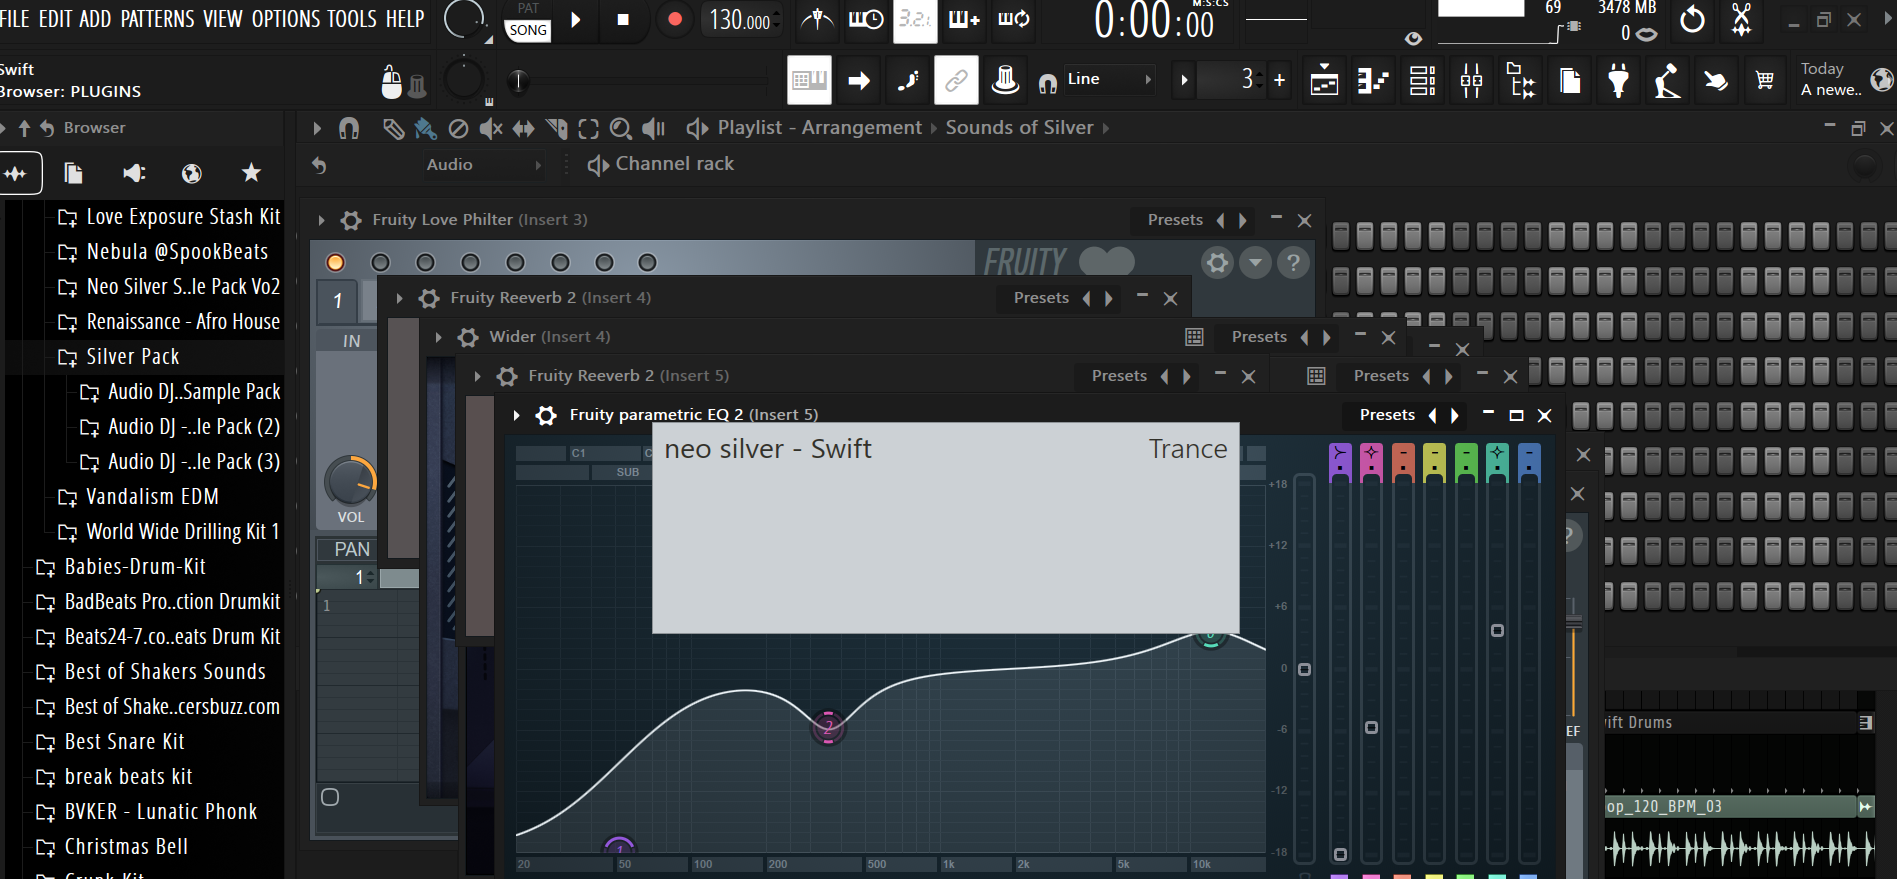 FILE EDIT ADD PATTERNS VIEW OPTIONS TOOLS HELP
PAT
SONG
130.000
3.2.1
0:00:00
M:S:CS
69
3478 MB
0
Swift
Browser: PLUGINS
Line
3
Today
A newe..
Browser
Playlist - Arrangement
Sounds of Silver
Audio
Channel rack
Love Exposure Stash Kit
Nebula @SpookBeats
Neo Silver S..le Pack Vo2
Renaissance - Afro House
Silver Pack
Audio DJ..Sample Pack
Audio DJ -..le Pack (2)
Audio DJ -..le Pack (3)
Vandalism EDM
World Wide Drilling Kit 1
Babies-Drum-Kit
BadBeats Pro..ction Drumkit
Beats24-7.co..eats Drum Kit
Best of Shakers Sounds
Best of Shake..cersbuzz.com
Best Snare Kit
break beats kit
BVKER - Lunatic Phonk
Christmas Bell
Fruity Love Philter (Insert 3)
Presets
FRUITY
?
1
IN
VOL
PAN
1
1
Fruity Reeverb 2 (Insert 4)
Presets
Wider (Insert 4)
Presets
Fruity Reeverb 2 (Insert 5)
Presets
Presets
Fruity parametric EQ 2 (Insert 5)
Presets
neo silver - Swift
Trance
C1
SUB
+18
+12
+6
0
-6
-12
-18
2
1
20
50
100
200
500
1k
2k
5k
10k
?
EF
ift Drums
op_120_BPM_03